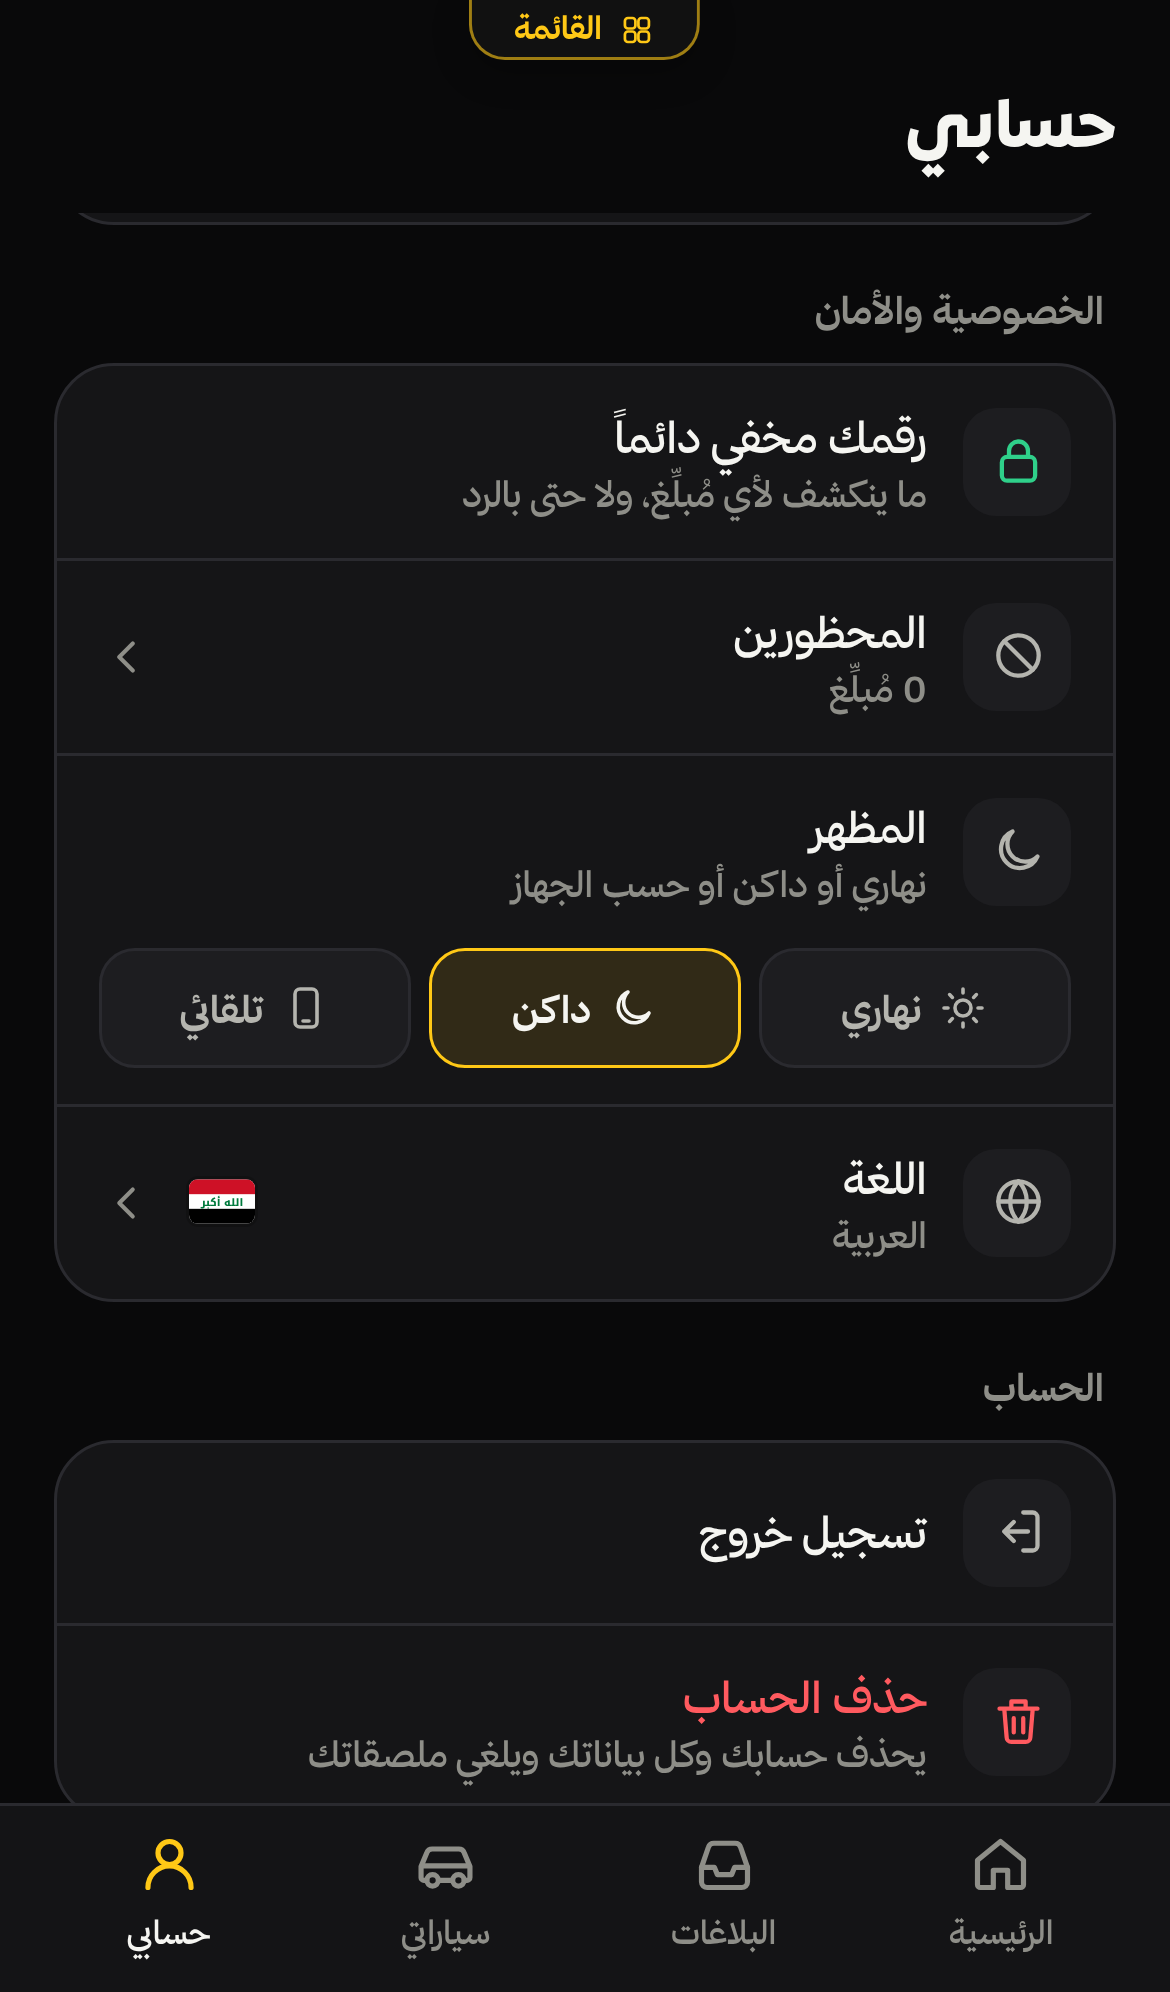 القائمة
حسابي
الخصوصية والأمان
رقمك مخفي دائماً
ما ينكشف لأي مُبلِّغ، ولا حتى بالرد
المحظورين
0 مُبلِّغ
المظهر
نهاري أو داكن أو حسب الجهاز
نهاري داكن تلقائي
اللغة
العربية
الله أكبر
الحساب
تسجيل خروج
حذف الحساب
يحذف حسابك وكل بياناتك ويلغي ملصقاتك
الرئيسية البلاغات سياراتي حسابي